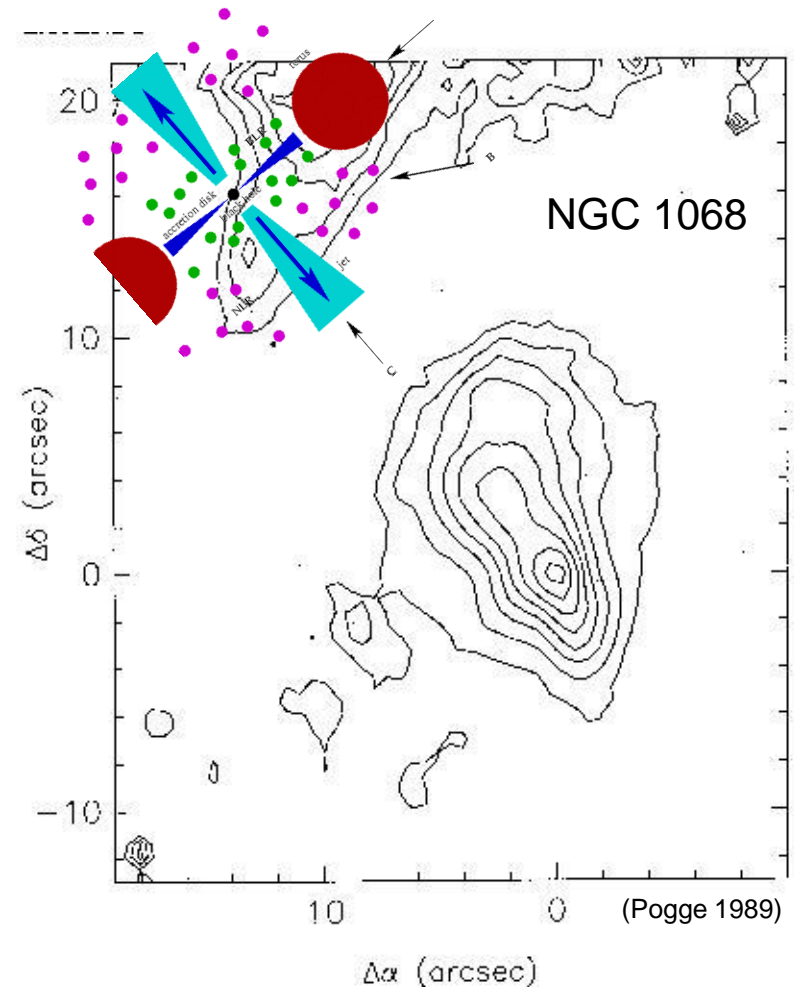 torus
BLR
B
20
accretion disk
black hole
NGC 1068
jet
NLR
10
C
Δδ (arcsec)
0
−10
10
0
(Pogge 1989)
Δα (arcsec)